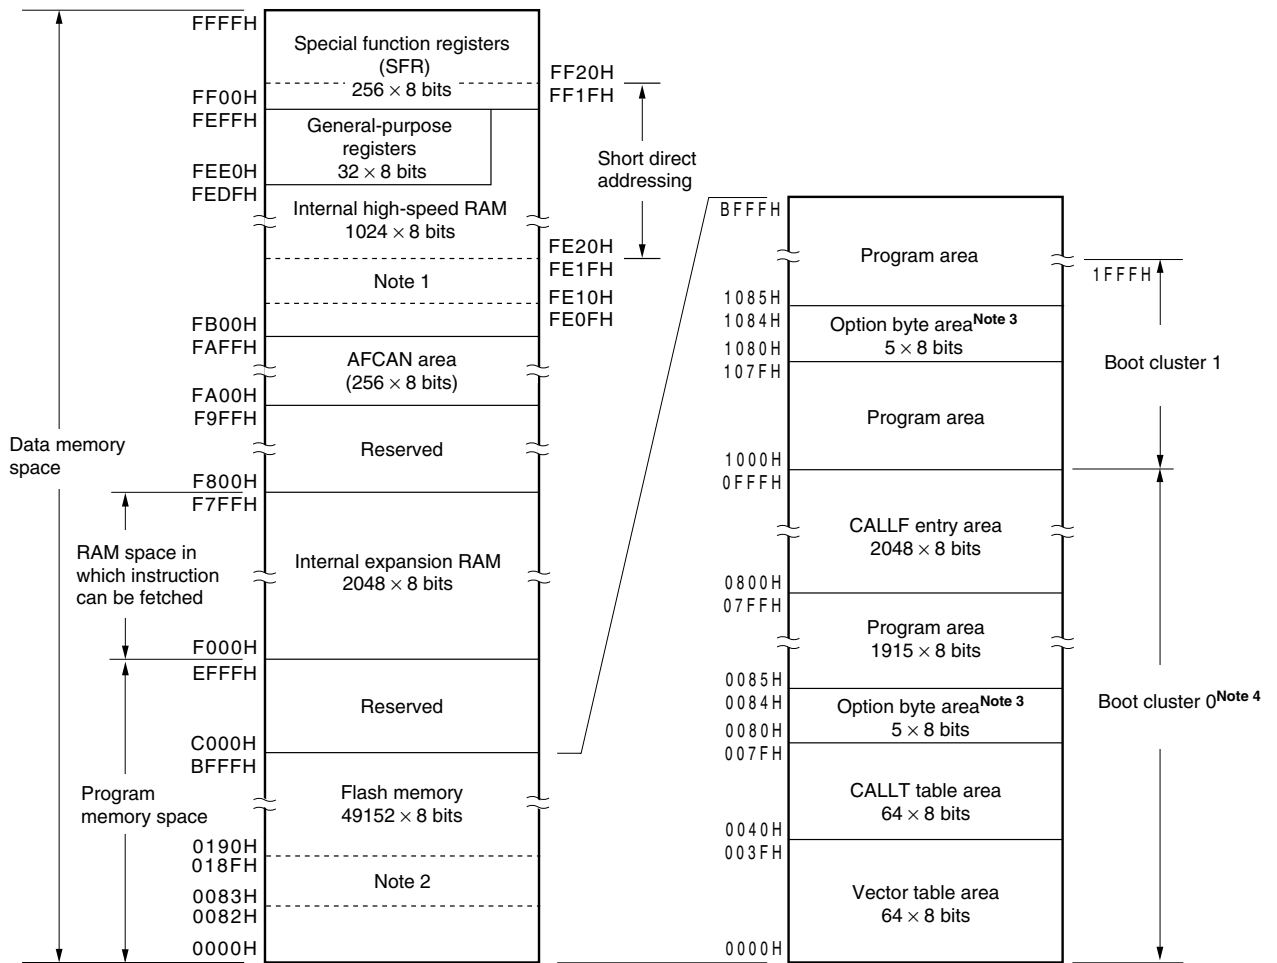 FFFFH
Special function registers
(SFR)
256 × 8 bits
FF20H
FF1FH
FF00H
FEFFH
General-purpose
registers
32 × 8 bits
Short direct
addressing
FEE0H
FEDFH
Internal high-speed RAM
1024 × 8 bits
FE20H
FE1FH
Note 1
FE10H
FE0FH
FB00H
FAFFH
AFCAN area
(256 × 8 bits)
FA00H
F9FFH
Reserved
Data memory
space
F800H
F7FFH
RAM space in
which instruction
can be fetched
Internal expansion RAM
2048 × 8 bits
F000H
EFFFH
Reserved
C000H
BFFFH
Program
memory space
Flash memory
49152 × 8 bits
0190H
018FH
Note 2
0083H
0082H
0000H
BFFFH
Program area
1FFFH
1085H
1084H
Option byte areaNote 3
5 × 8 bits
1080H
107FH
Boot cluster 1
Program area
1000H
0FFFH
CALLF entry area
2048 × 8 bits
0800H
07FFH
Program area
1915 × 8 bits
0085H
0084H
Option byte areaNote 3
5 × 8 bits
Boot cluster 0Note 4
0080H
007FH
CALLT table area
64 × 8 bits
0040H
003FH
Vector table area
64 × 8 bits
0000H